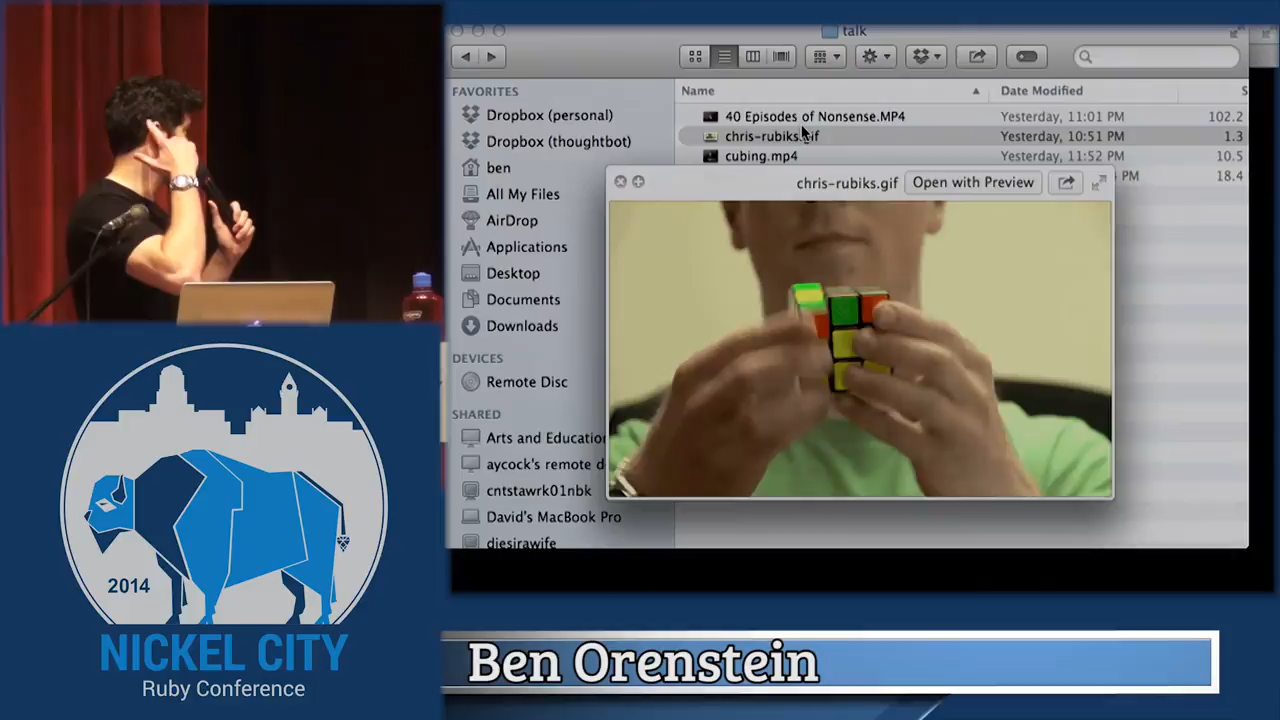 talk
Name
Date Modified
S
FAVORITES
Dropbox (personal)
Dropbox (thoughtbot)
ben
All My Files
AirDrop
Applications
Desktop
Documents
Downloads
DEVICES
Remote Disc
SHARED
Arts and Education
aycock's remote d
cntstawrk01nbk
David's MacBook Pro
diesirawife
40 Episodes of Nonsense.MP4
Yesterday, 11:01 PM
102.2
chris-rubiks.gif
Yesterday, 10:51 PM
1.3
cubing.mp4
Yesterday, 11:52 PM
10.5
M
18.4
chris-rubiks.gif
Open with Preview
2014
NICKEL CITY
Ruby Conference
Ben Orenstein